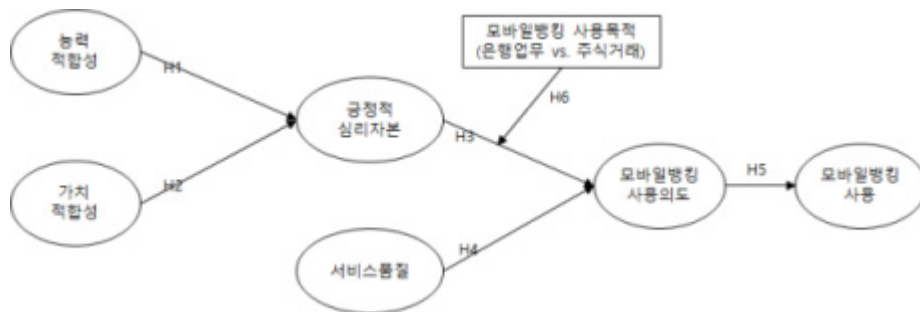 능력
적합성
H1
모바일뱅킹 사용목적
(은행업무 vs. 주식거래)
H6
긍정적
심리자본
H3
가치
적합성
H2
모바일뱅킹
사용의도
H5
모바일뱅킹
사용
서비스품질
H4